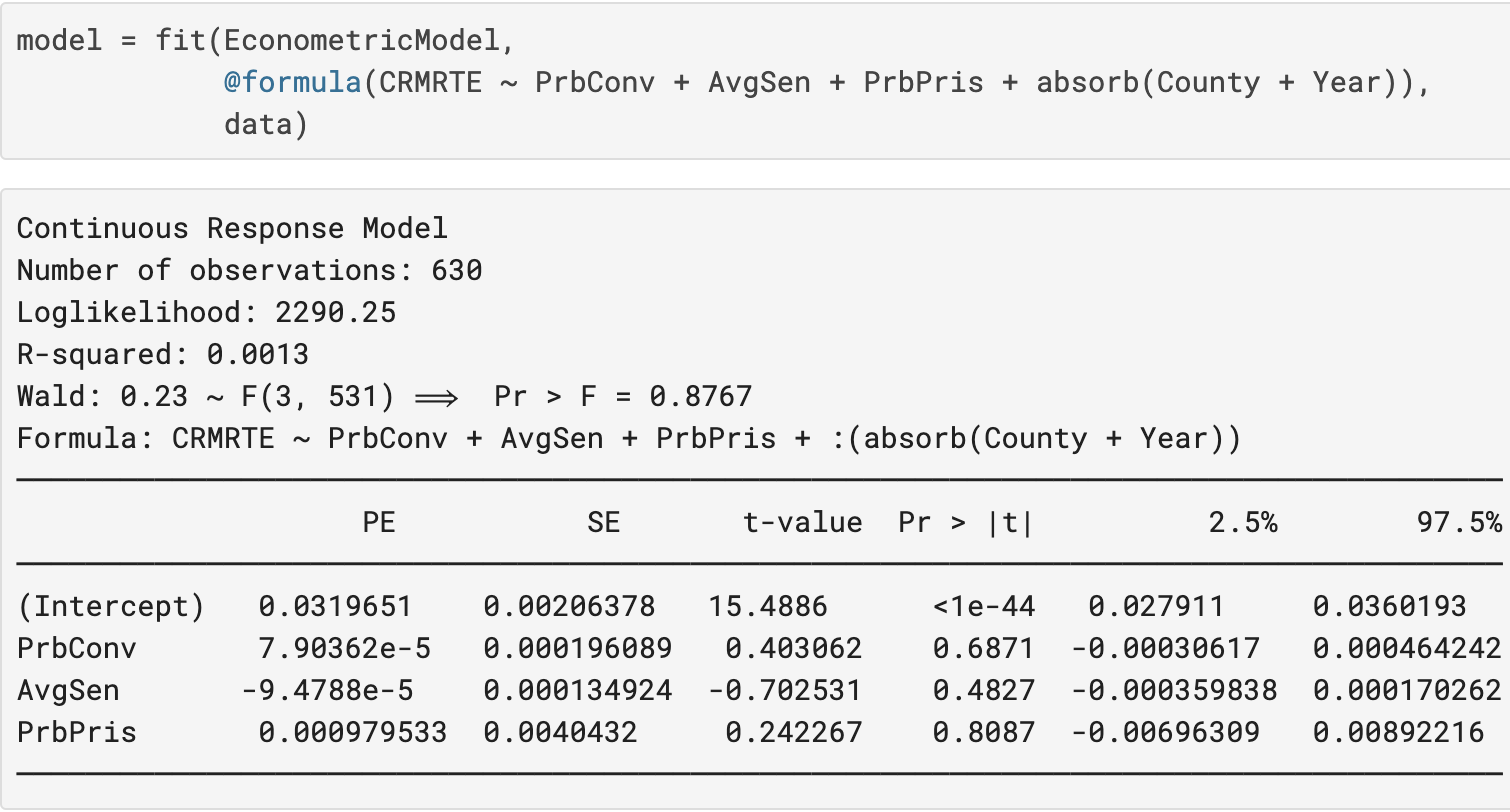 model = fit(EconometricModel,
            @formula(CRMRTE ~ PrbConv + AvgSen + PrbPris + absorb(County + Year)),
            data)
Continuous Response Model
Number of observations: 630
Loglikelihood: 2290.25
R-squared: 0.0013
Wald: 0.23 ~ F(3, 531) ⟹  Pr > F = 0.8767
Formula: CRMRTE ~ PrbConv + AvgSen + PrbPris + :(absorb(County + Year))
PE SE t-value Pr > |t| 2.5% 97.5%
(Intercept) 0.0319651 0.00206378 15.4886 <1e-44 0.027911 0.0360193
PrbConv 7.90362e-5 0.000196089 0.403062 0.6871 -0.00030617 0.000464242
AvgSen -9.4788e-5 0.000134924 -0.702531 0.4827 -0.000359838 0.000170262
PrbPris 0.000979533 0.0040432 0.242267 0.8087 -0.00696309 0.00892216